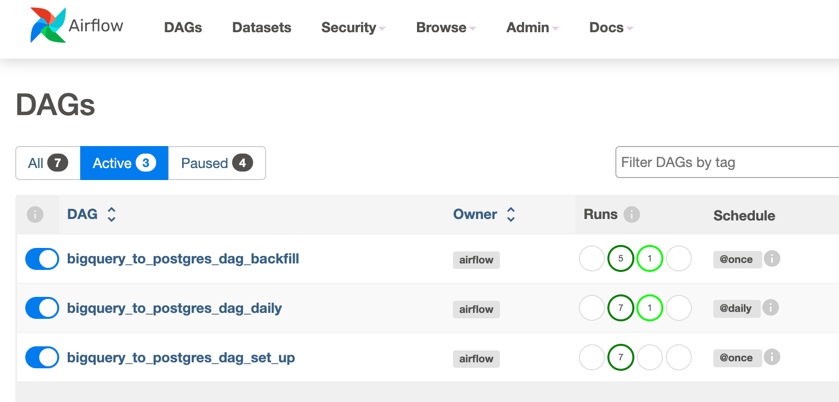 Airflow DAGs Datasets Security Browse Admin Docs
DAGs
All 7 Active 3 Paused 4 Filter DAGs by tag
i DAG Owner Runs i Schedule
bigquery_to_postgres_dag_backfill airflow 5 1 @once i
bigquery_to_postgres_dag_daily airflow 7 1 @daily i
bigquery_to_postgres_dag_set_up airflow 7 @once i